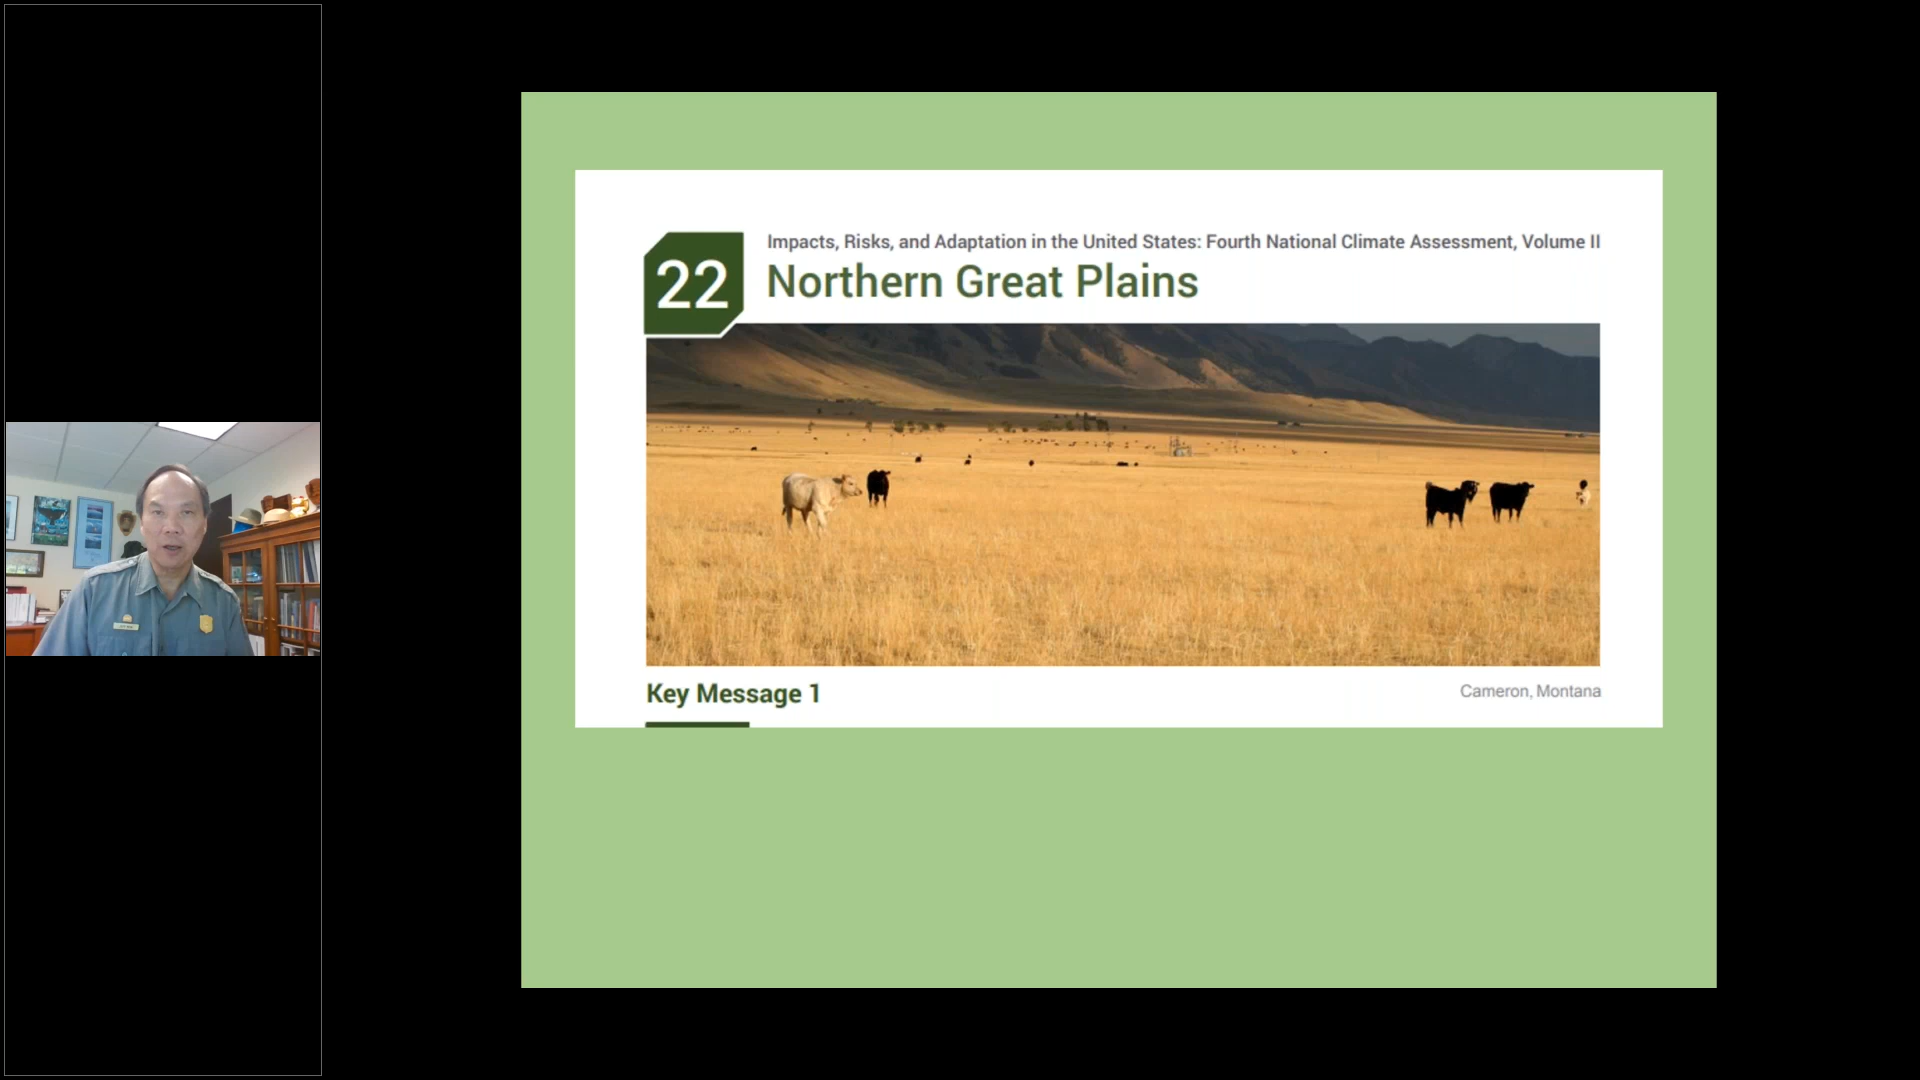 22
Impacts, Risks, and Adaptation in the United States: Fourth National Climate Assessment, Volume II
Northern Great Plains
Key Message 1
Cameron, Montana